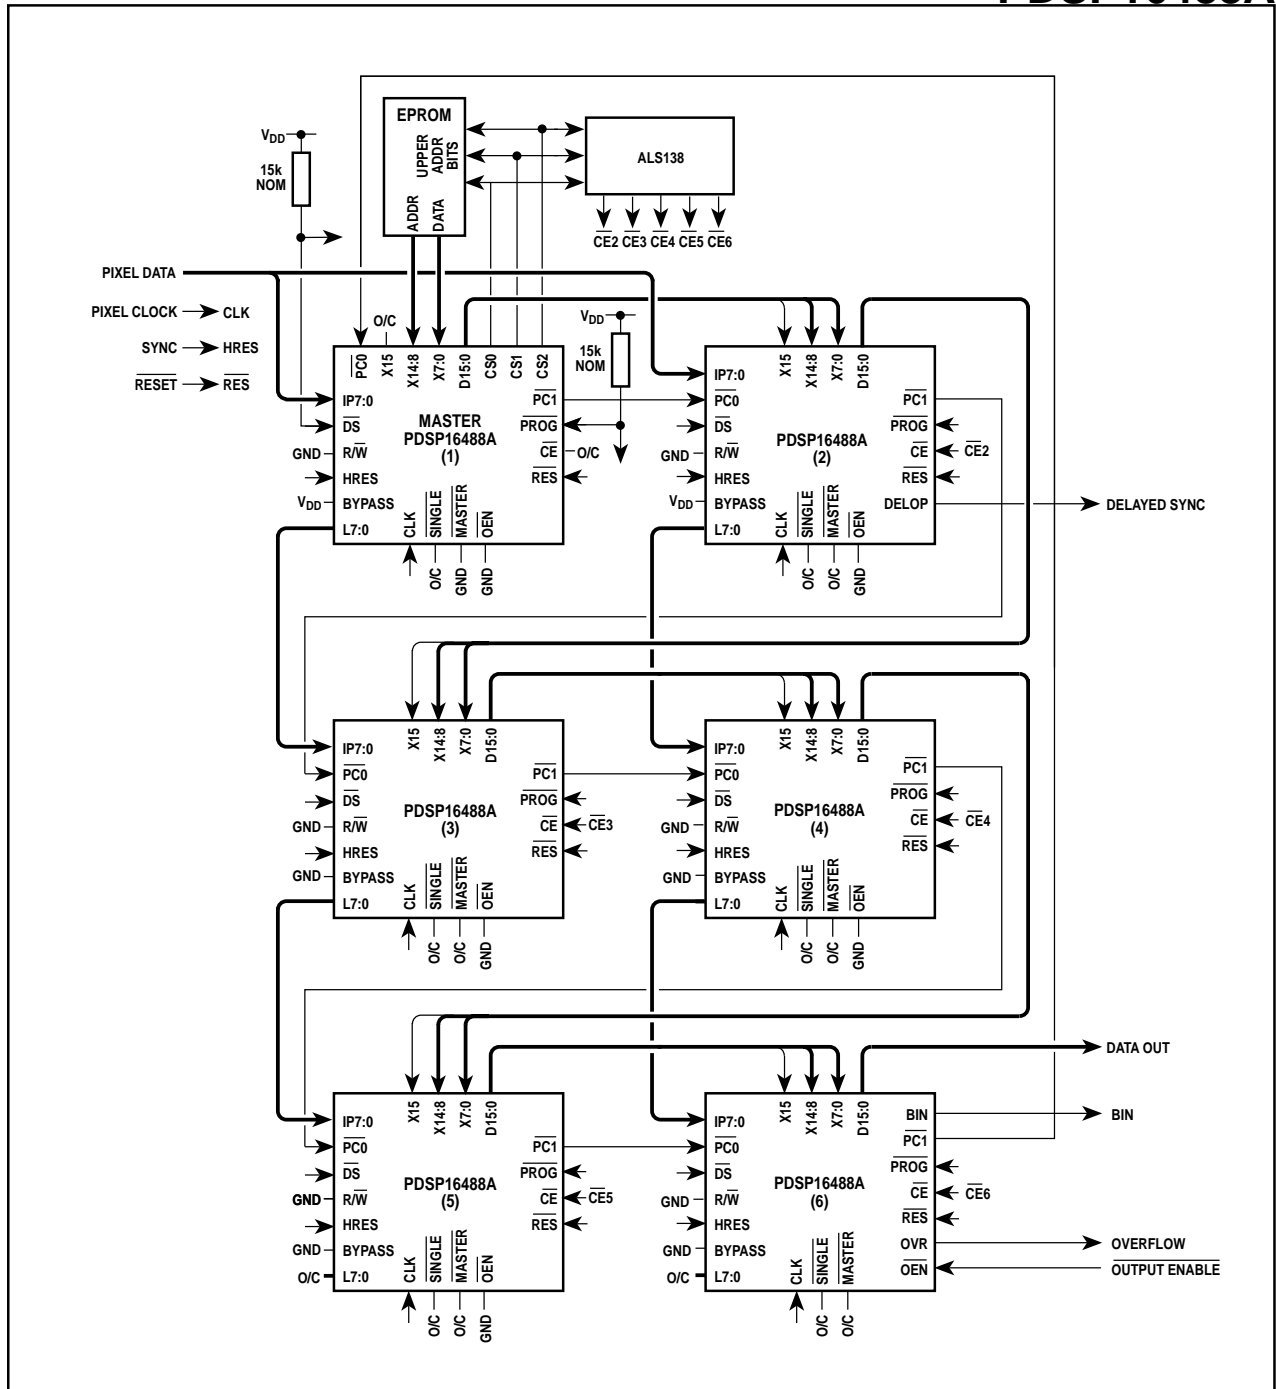 PDSP16488A
EPROM
UPPER
ADDR
BITS
ADDR
DATA
ALS138
VDD
15k
NOM
CE2 CE3 CE4 CE5 CE6
PIXEL DATA
PIXEL CLOCK CLK
SYNC HRES
RESET RES
O/C
VDD
15k
NOM
PC0 X15 X14:8 X7:0 D15:0 CS0 CS1 CS2
IP7:0
DS
GND R/W
HRES
VDD BYPASS
L7:0
MASTER
PDSP16488A
(1)
PC1
PROG
CE O/C
RES
CLK SINGLE MASTER OEN
O/C GND GND
X15 X14:8 X7:0 D15:0
IP7:0
PC0
DS
GND R/W
HRES
VDD BYPASS
L7:0
PDSP16488A
(2)
PC1
PROG
CE CE2
RES
DELOP DELAYED SYNC
CLK SINGLE MASTER OEN
O/C O/C GND
X15 X14:8 X7:0 D15:0
IP7:0
PC0
DS
GND R/W
HRES
GND BYPASS
L7:0
PDSP16488A
(3)
PC1
PROG
CE CE3
RES
CLK SINGLE MASTER OEN
O/C O/C GND
X15 X14:8 X7:0 D15:0
IP7:0
PC0
DS
GND R/W
HRES
GND BYPASS
L7:0
PDSP16488A
(4)
PC1
PROG
CE CE4
RES
CLK SINGLE MASTER OEN
O/C O/C GND
X15 X14:8 X7:0 D15:0
IP7:0
PC0
DS
GND R/W
HRES
GND BYPASS
O/C L7:0
PDSP16488A
(5)
PC1
PROG
CE CE5
RES
CLK SINGLE MASTER OEN
O/C O/C GND
X15 X14:8 X7:0 D15:0
DATA OUT
IP7:0
PC0
DS
GND R/W
HRES
GND BYPASS
O/C L7:0
PDSP16488A
(6)
BIN BIN
PC1
PROG
CE CE6
RES
OVR OVERFLOW
OEN OUTPUT ENABLE
CLK SINGLE MASTER
O/C O/C